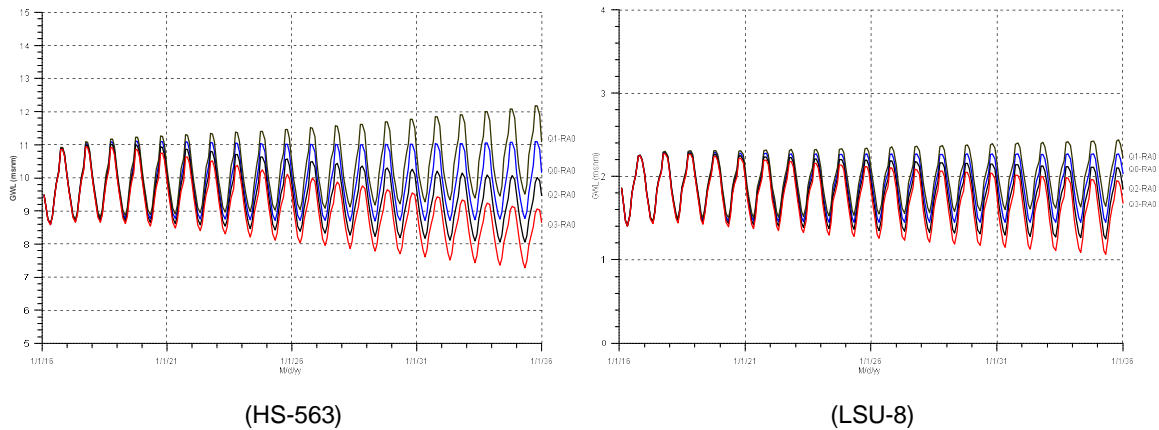 15
14
13
12
11
10
9
8
7
6
5
GWL (msnm)
1/1/16 1/1/21 1/1/26 1/1/31 1/1/36
M/d/yy
Q1-RA0
Q0-RA0
Q2-RA0
Q3-RA0
(HS-563)
4
3
2
1
0
GWL (msnm)
1/1/16 1/1/21 1/1/26 1/1/31 1/1/36
M/d/yy
Q1-RA0
Q0-RA0
Q2-RA0
Q3-RA0
(LSU-8)